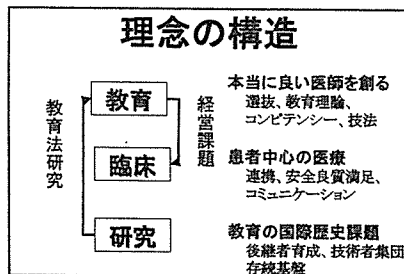 理念の構造
教育法研究
教育
臨床
研究
経営課題
本当に良い医師を創る
選抜、教育理論、
コンピテンシー、技法
患者中心の医療
連携、安全良質満足、
コミュニケーション
教育の国際歴史課題
後継者育成、技術者集団
存続基盤